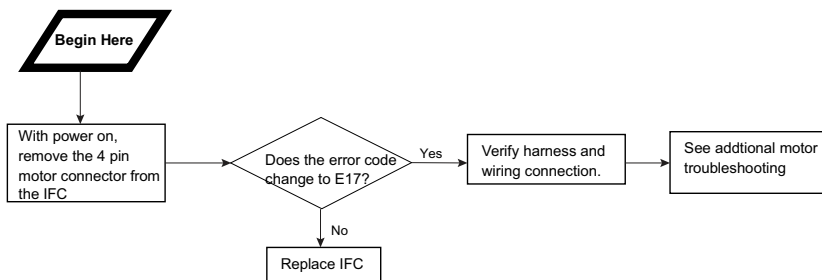 Begin Here
With power on,
remove the 4 pin
motor connector from
the IFC
Does the error code
change to E17?
Yes
Verify harness and
wiring connection.
See addtional motor
troubleshooting
No
Replace IFC